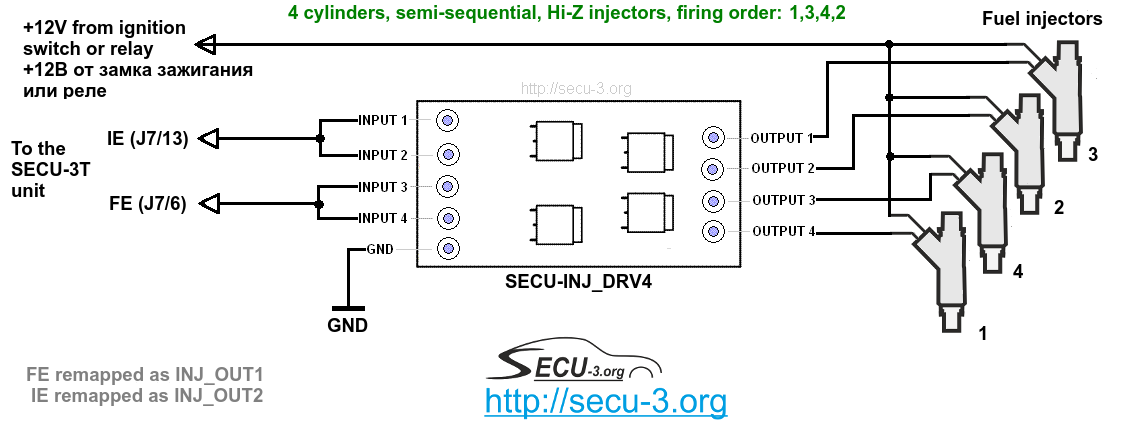 4 cylinders, semi-sequential, Hi-Z injectors, firing order: 1,3,4,2
+12V from ignition
switch or relay
+12В от замка зажигания
или реле
Fuel injectors
http://secu-3.org
To the
SECU-3T
unit
IE (J7/13)
FE (J7/6)
INPUT 1
INPUT 2
INPUT 3
INPUT 4
GND
OUTPUT 1
OUTPUT 2
OUTPUT 3
OUTPUT 4
3
2
4
1
SECU-INJ_DRV4
GND
FE remapped as INJ_OUT1
IE remapped as INJ_OUT2
SECU-3.org
http://secu-3.org